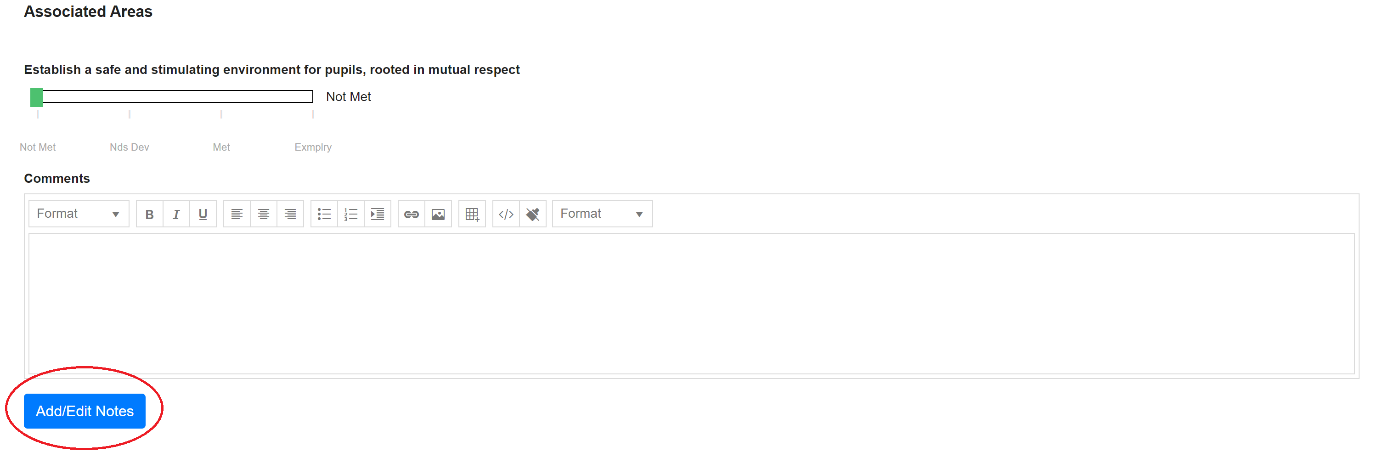 Associated Areas
Establish a safe and stimulating environment for pupils, rooted in mutual respect
Not Met
Not Met Nds Dev Met Exmplry
Comments
Format B I U </> Format
Add/Edit Notes